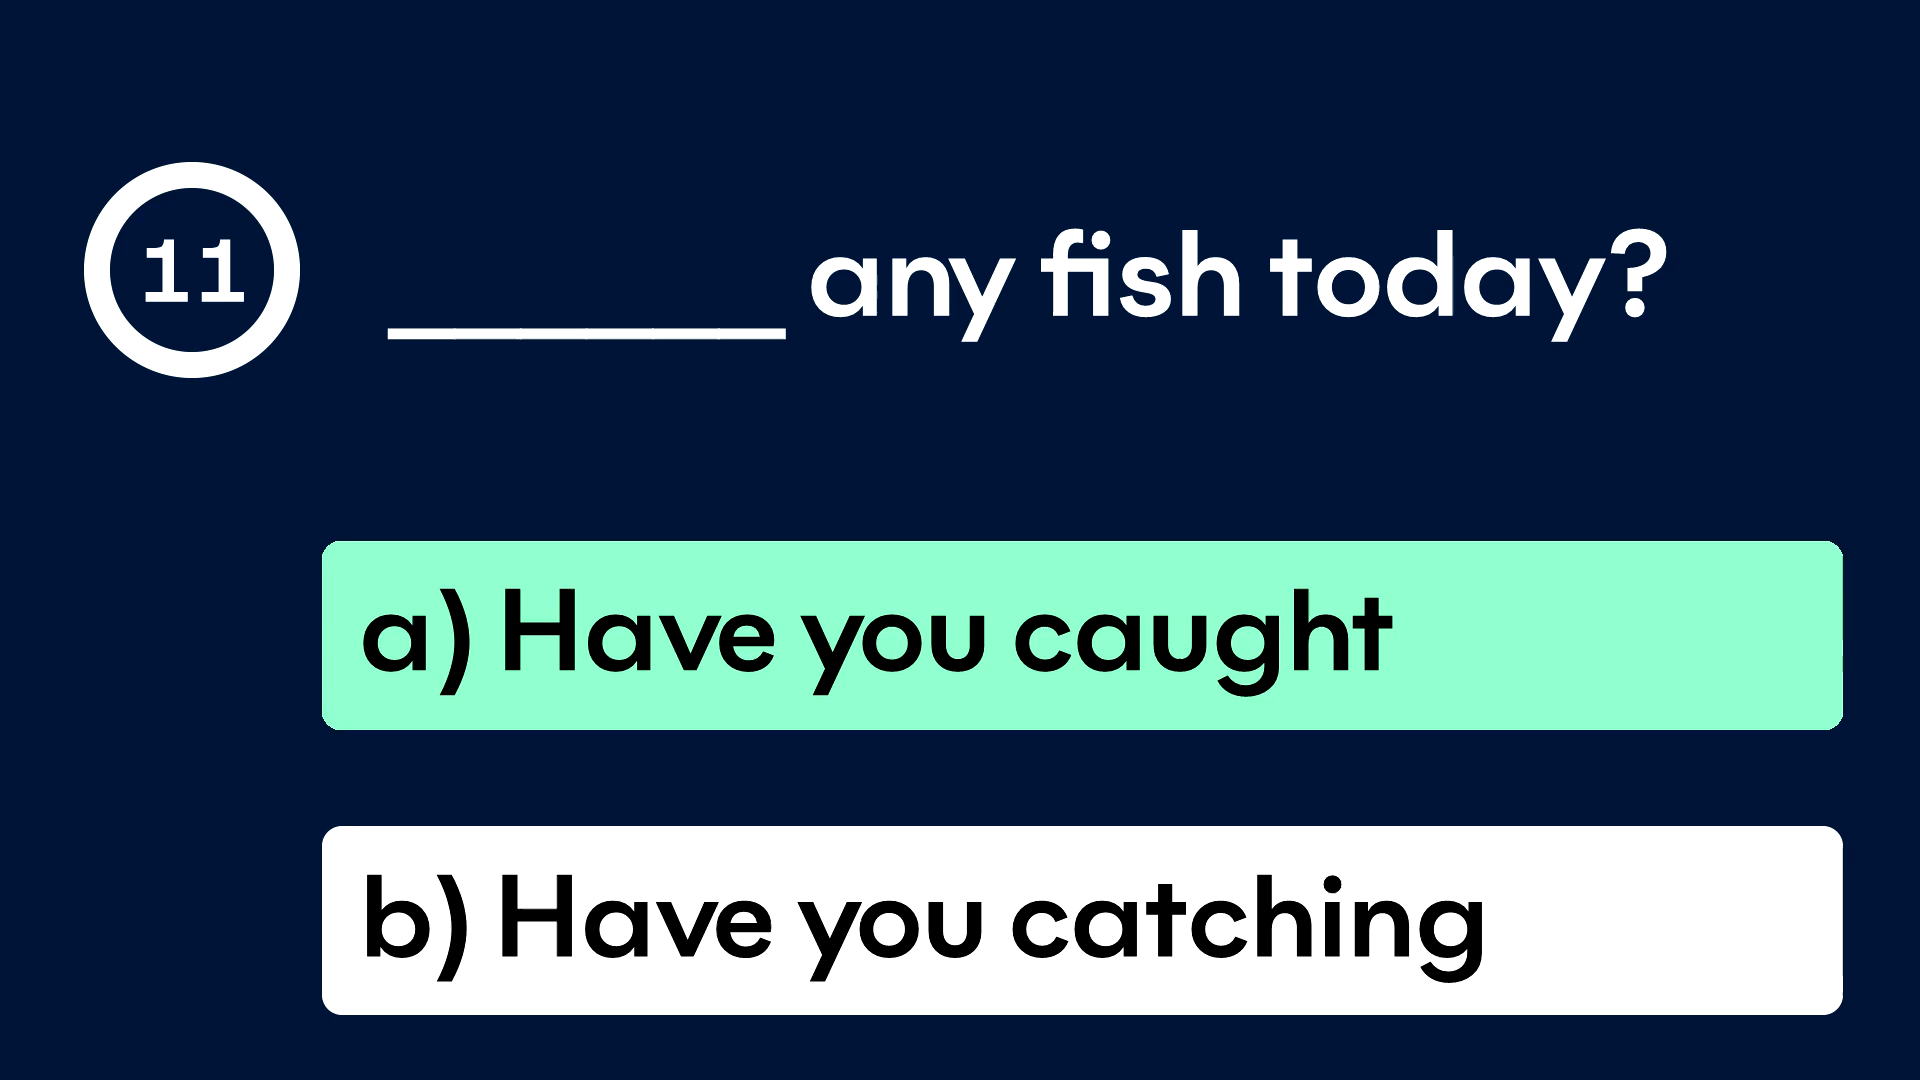 11
______ any fish today?
a) Have you caught
b) Have you catching